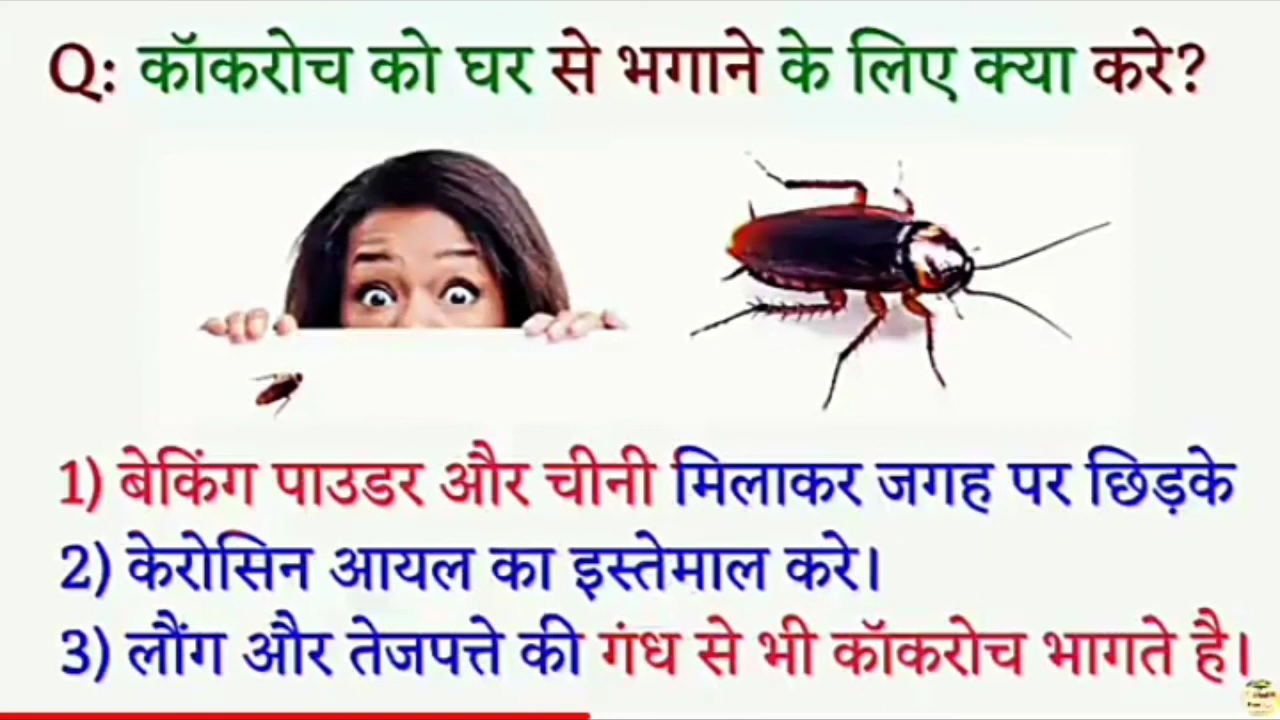 Q: कॉकरोच को घर से भगाने के लिए क्या करे?
1) बेकिंग पाउडर और चीनी मिलाकर जगह पर छिड़के
2) केरोसिन आयल का इस्तेमाल करे।
3) लौंग और तेजपत्ते की गंध से भी कॉकरोच भागते है।